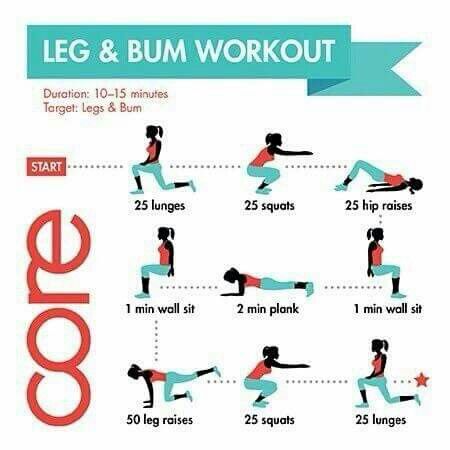 LEG & BUM WORKOUT
Duration: 10–15 minutes
Target: Legs & Bum
START
25 lunges
25 squats
25 hip raises
core
1 min wall sit
2 min plank
1 min wall sit
50 leg raises
25 squats
25 lunges